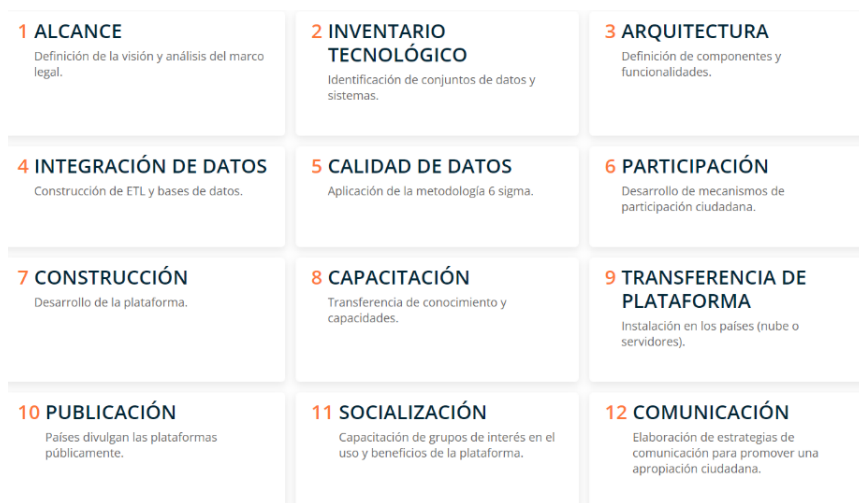 1 ALCANCE
Definición de la visión y análisis del marco
legal.
2 INVENTARIO
TECNOLÓGICO
Identificación de conjuntos de datos y
sistemas.
3 ARQUITECTURA
Definición de componentes y
funcionalidades.
4 INTEGRACIÓN DE DATOS
Construcción de ETL y bases de datos.
5 CALIDAD DE DATOS
Aplicación de la metodología 6 sigma.
6 PARTICIPACIÓN
Desarrollo de mecanismos de
participación ciudadana.
7 CONSTRUCCIÓN
Desarrollo de la plataforma.
8 CAPACITACIÓN
Transferencia de conocimiento y
capacidades.
9 TRANSFERENCIA DE
PLATAFORMA
Instalación en los países (nube o
servidores).
10 PUBLICACIÓN
Países divulgan las plataformas
públicamente.
11 SOCIALIZACIÓN
Capacitación de grupos de interés en el
uso y beneficios de la plataforma.
12 COMUNICACIÓN
Elaboración de estrategias de
comunicación para promover una
apropiación ciudadana.